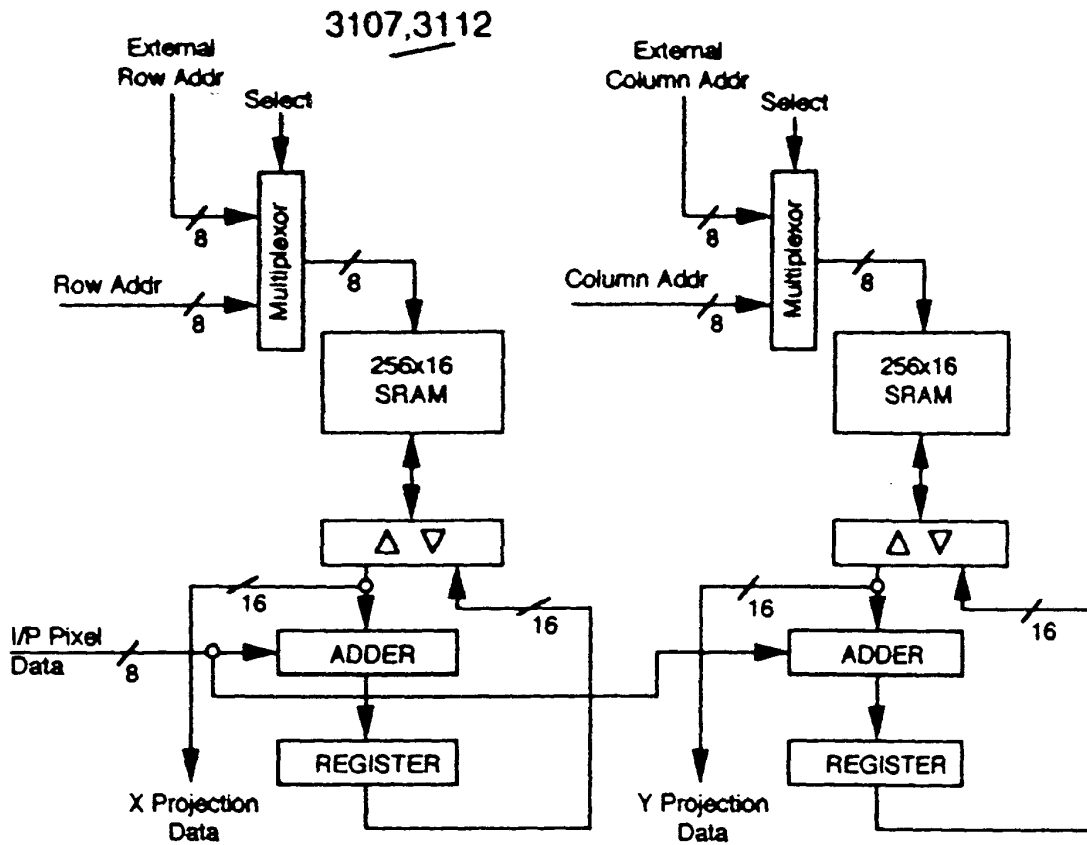 3107,3112
External
Row Addr
Select
8
Multiplexor
8
Row Addr
8
256x16
SRAM
16
16
I/P Pixel
Data
8
ADDER
REGISTER
X Projection
Data
External
Column Addr
Select
8
Multiplexor
8
Column Addr
8
256x16
SRAM
16
16
ADDER
REGISTER
Y Projection
Data